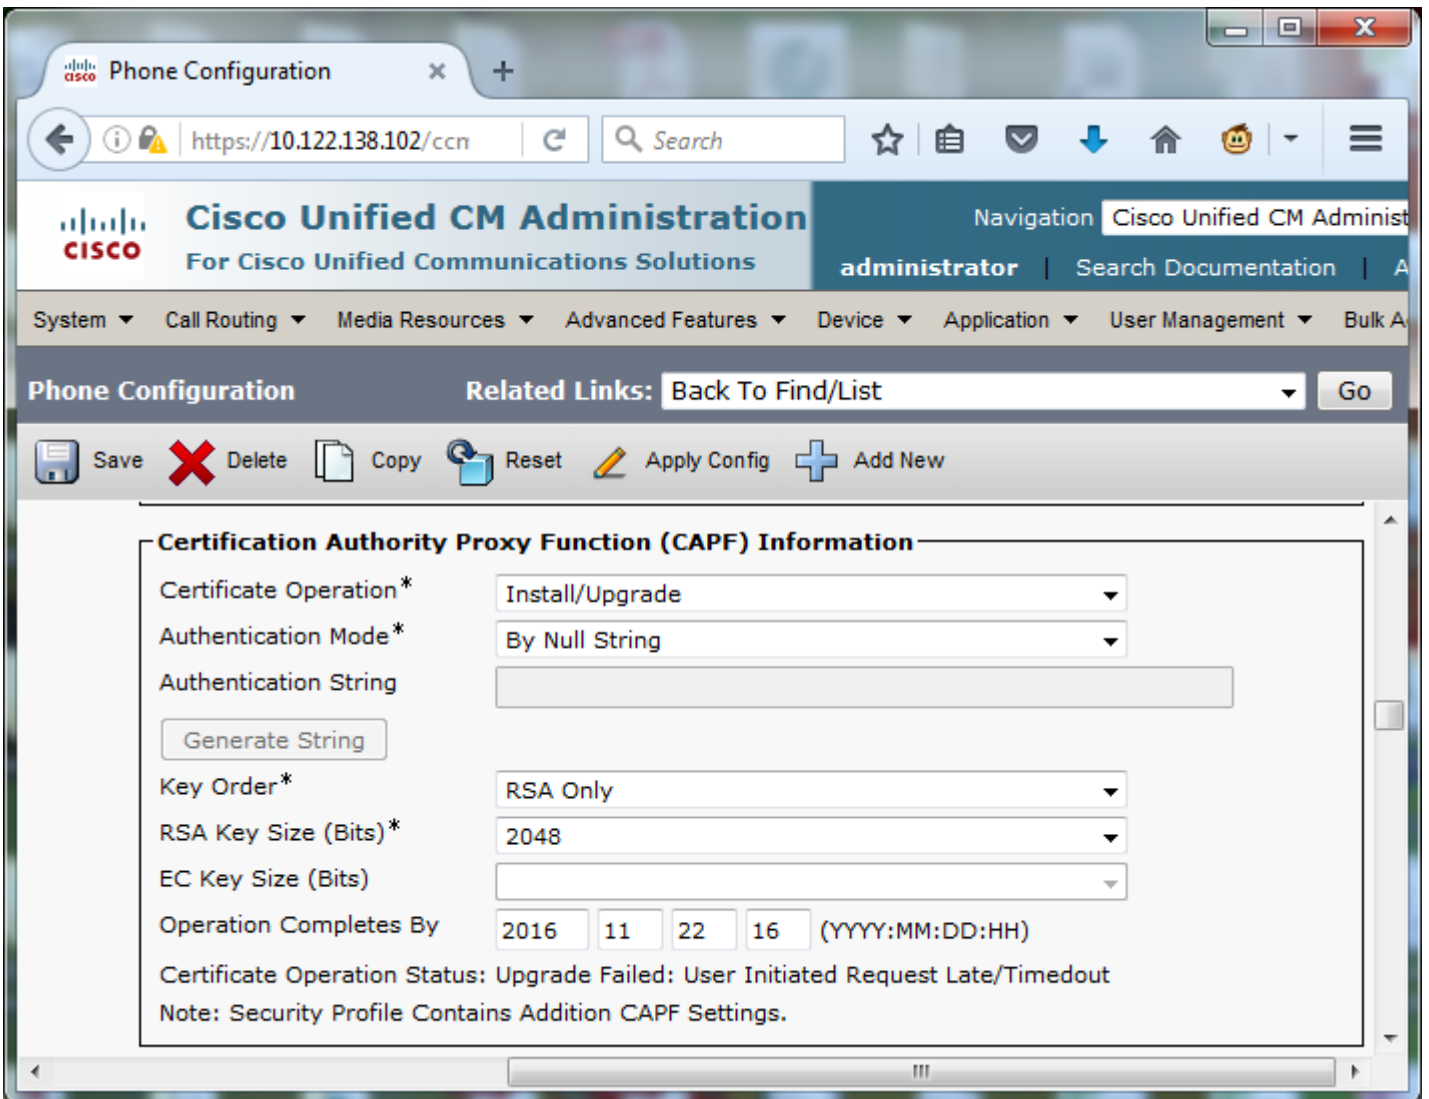 Phone Configuration
https://10.122.138.102/ccm
Search
CISCO
Cisco Unified CM Administration
For Cisco Unified Communications Solutions
Navigation Cisco Unified CM Administ
administrator | Search Documentation | A
System Call Routing Media Resources Advanced Features Device Application User Management Bulk A
Phone Configuration Related Links: Back To Find/List Go
Save Delete Copy Reset Apply Config Add New
Certification Authority Proxy Function (CAPF) Information
Certificate Operation* Install/Upgrade
Authentication Mode* By Null String
Authentication String
Generate String
Key Order* RSA Only
RSA Key Size (Bits)* 2048
EC Key Size (Bits)
Operation Completes By 2016 11 22 16 (YYYY:MM:DD:HH)
Certificate Operation Status: Upgrade Failed: User Initiated Request Late/Timedout
Note: Security Profile Contains Addition CAPF Settings.